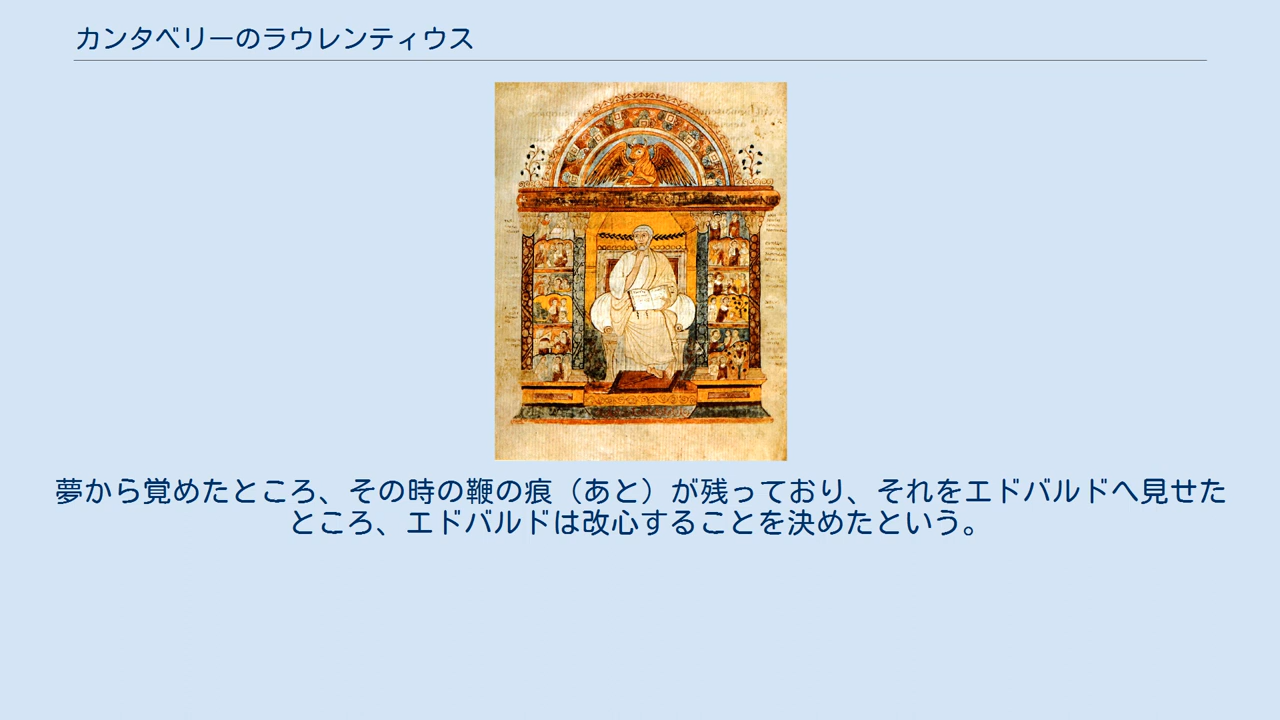 カンタベリーのラウレンティウス
夢から覚めたところ、その時の鞭の痕（あと）が残っており、それをエドバルドへ見せた
ところ、エドバルドは改心することを決めたという。